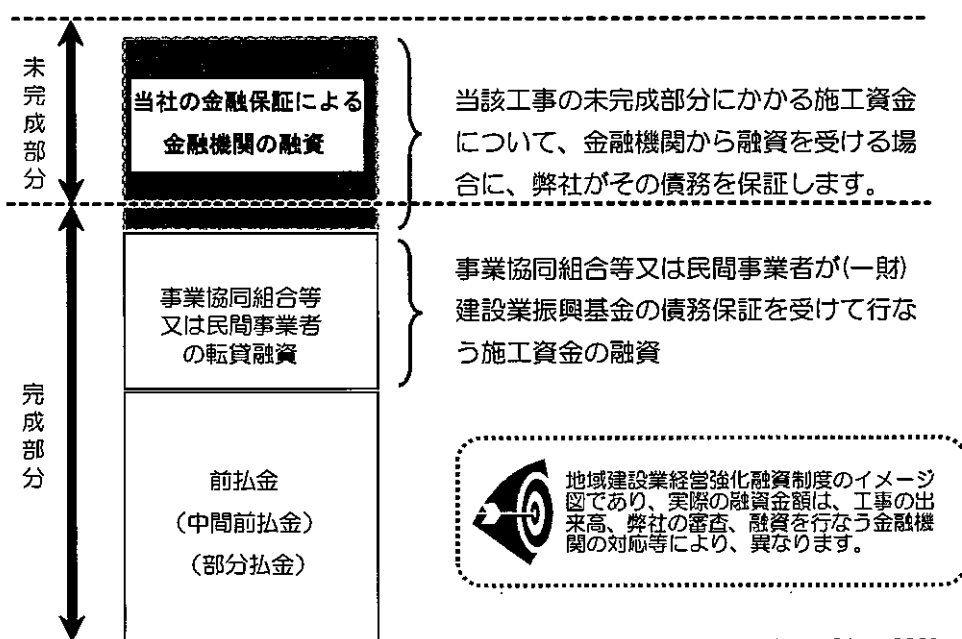 未完成部分
当社の金融保証による
金融機関の融資
当該工事の未完成部分にかかる施工資金
について、金融機関から融資を受ける場
合に、弊社がその債務を保証します。
完成部分
事業協同組合等
又は民間事業者
の転貸融資
事業協同組合等又は民間事業者が(一財)
建設業振興基金の債務保証を受けて行な
う施工資金の融資
前払金
（中間前払金）
（部分払金）
地域建設業経営強化融資制度のイメージ
図であり、実際の融資金額は、工事の出
来高、弊社の審査、融資を行なう金融機
関の対応等により、異なります。